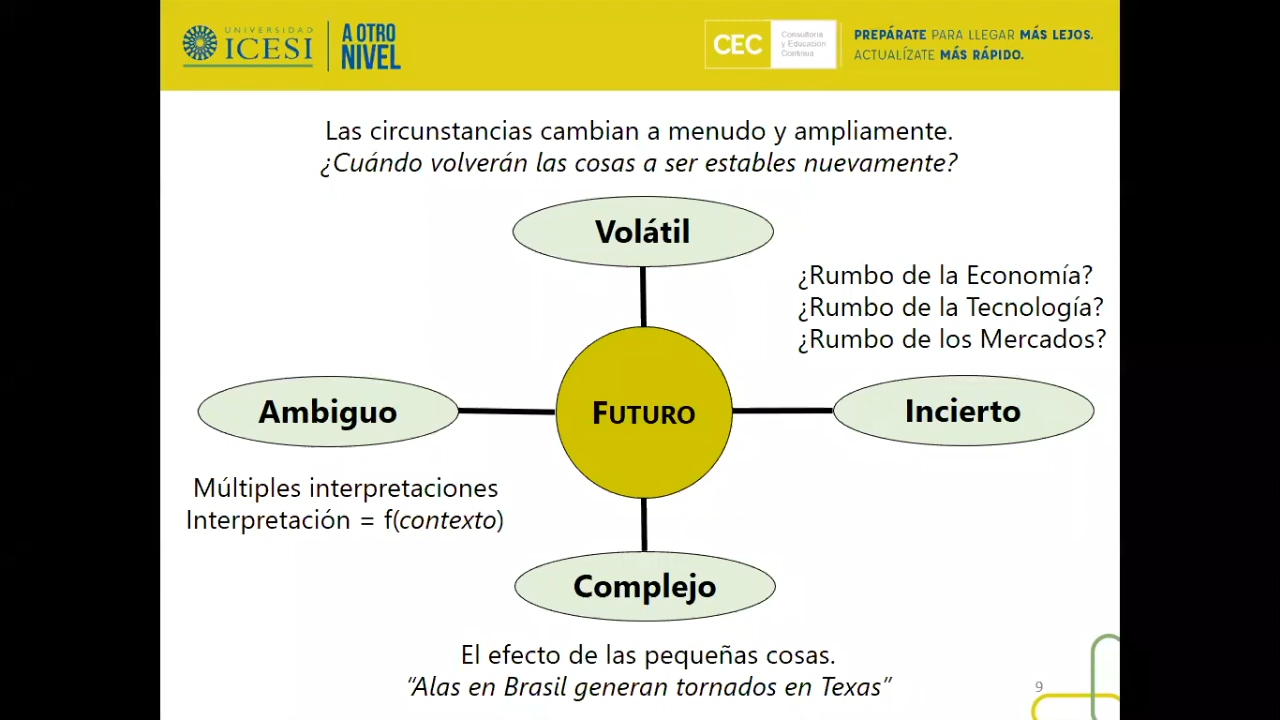 UNIVERSIDAD
ICESI
A OTRO
NIVEL
CEC
Consultoría
y Educación
Continua
PREPÁRATE PARA LLEGAR MÁS LEJOS.
ACTUALÍZATE MÁS RÁPIDO.
Las circunstancias cambian a menudo y ampliamente.
¿Cuándo volverán las cosas a ser estables nuevamente?
Volátil
¿Rumbo de la Economía?
¿Rumbo de la Tecnología?
¿Rumbo de los Mercados?
Ambiguo
FUTURO
Incierto
Múltiples interpretaciones
Interpretación = f(contexto)
Complejo
El efecto de las pequeñas cosas.
“Alas en Brasil generan tornados en Texas”
9